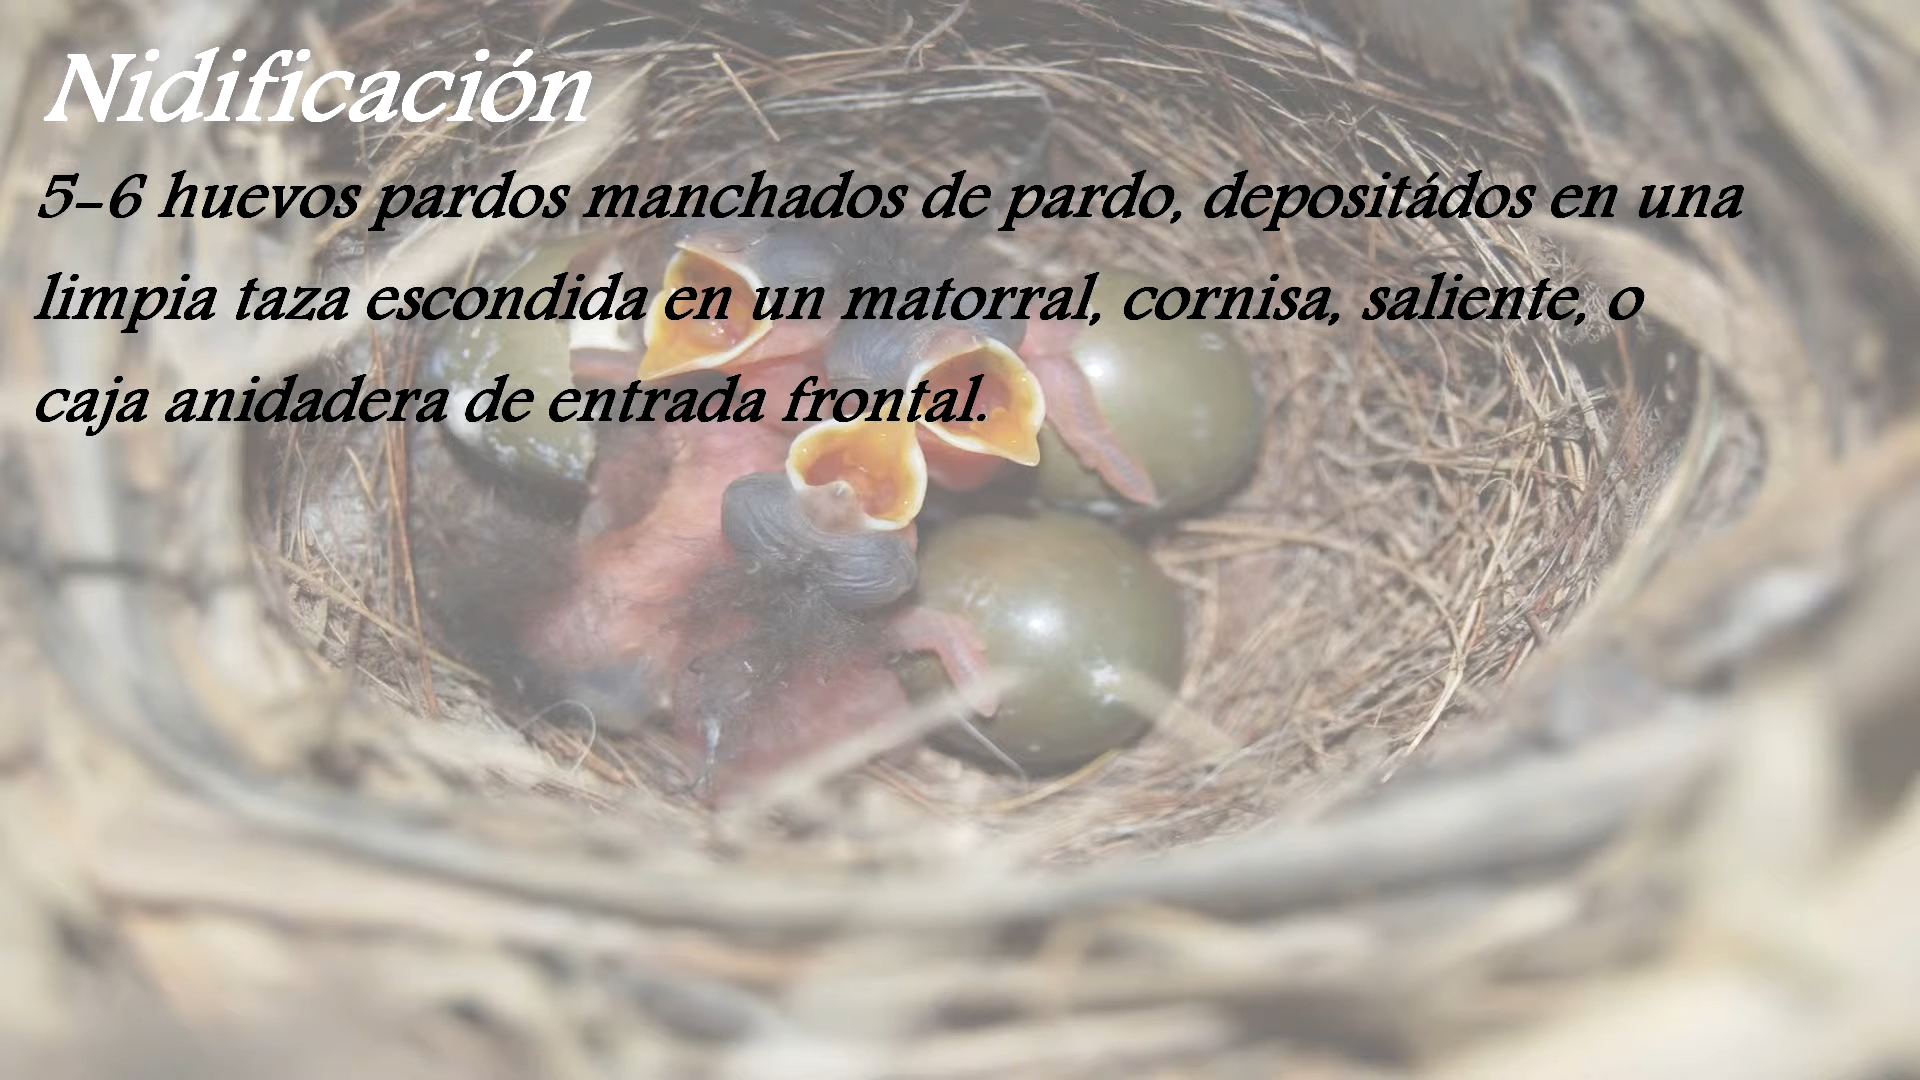 Nidificación
5-6 huevos pardos manchados de pardo, depositádos en una
limpia taza escondida en un matorral, cornisa, saliente, o
caja anidadera de entrada frontal.